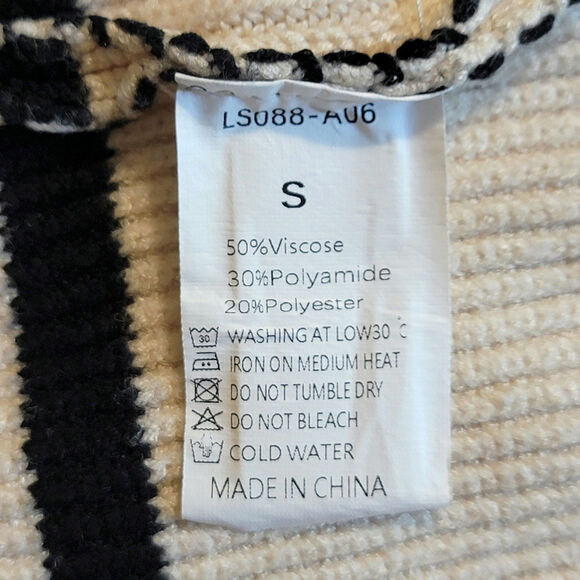 LS088-A06
S
50%Viscose
30%Polyamide
20%Polyester
30 WASHING AT LOW30 ℃
IRON ON MEDIUM HEAT
DO NOT TUMBLE DRY
DO NOT BLEACH
COLD WATER
MADE IN CHINA